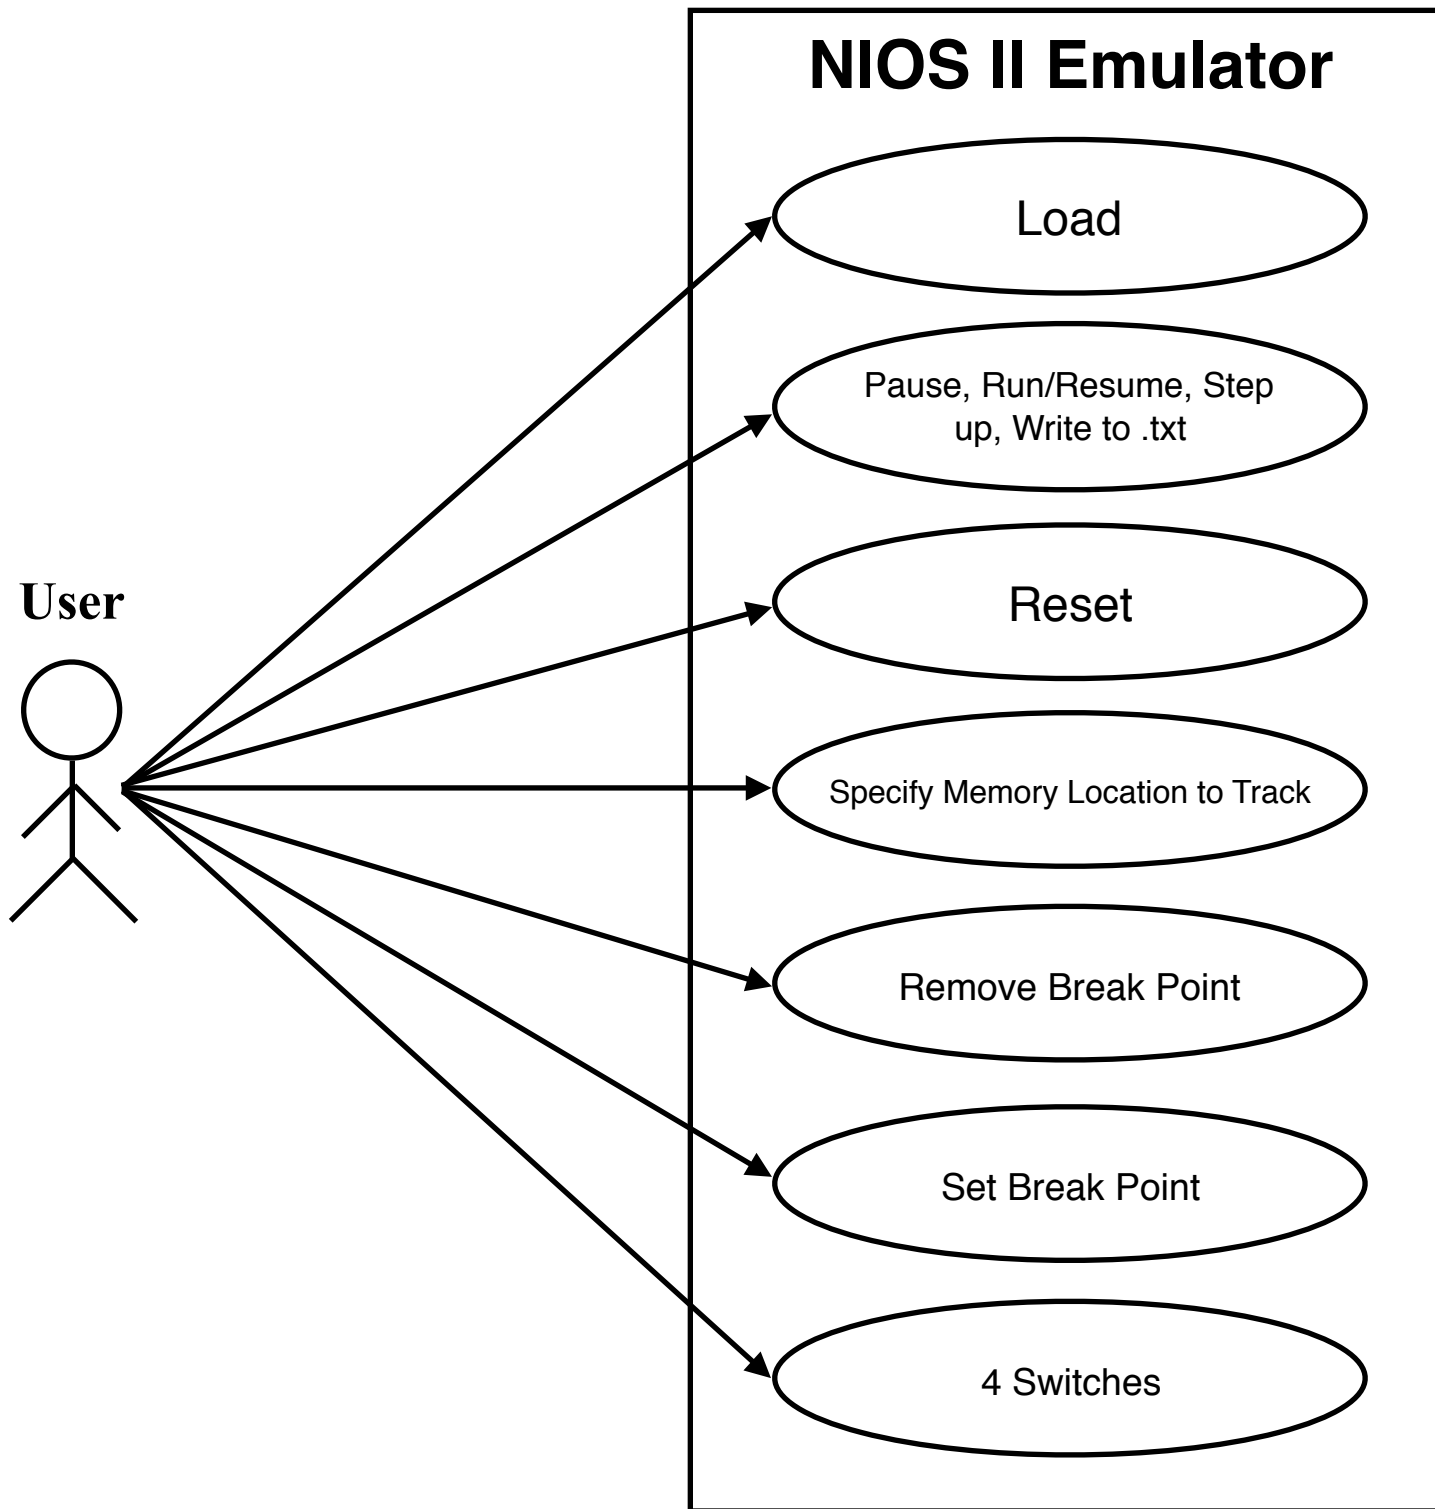 NIOS II Emulator
Load
Pause, Run/Resume, Step
up, Write to .txt
Reset
User
Specify Memory Location to Track
Remove Break Point
Set Break Point
4 Switches